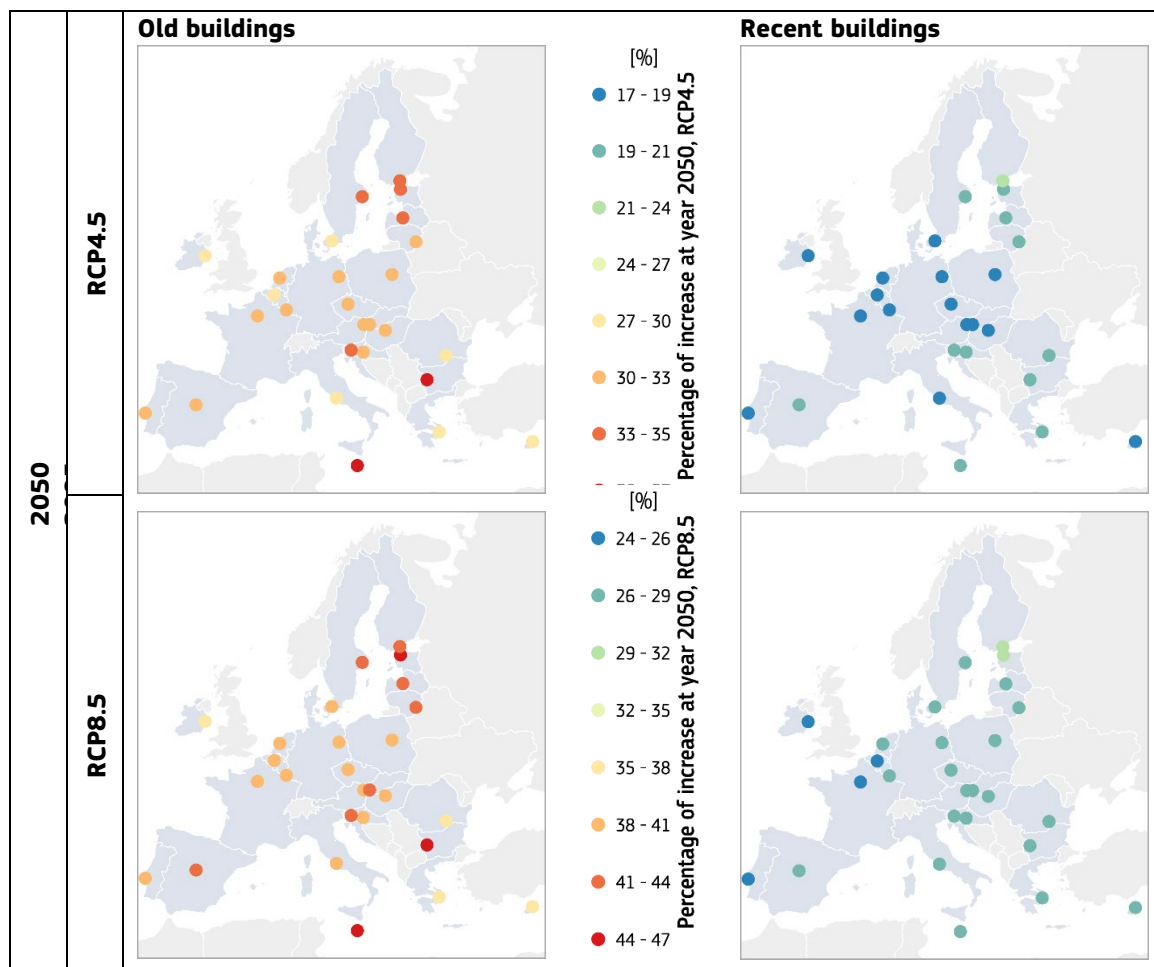 Old buildings
Recent buildings
[%]
17 - 19
19 - 21
21 - 24
24 - 27
27 - 30
30 - 33
33 - 35
Percentage of increase at year 2050, RCP4.5
RCP4.5
2050
[%]
24 - 26
26 - 29
29 - 32
32 - 35
35 - 38
38 - 41
41 - 44
44 - 47
Percentage of increase at year 2050, RCP8.5
RCP8.5